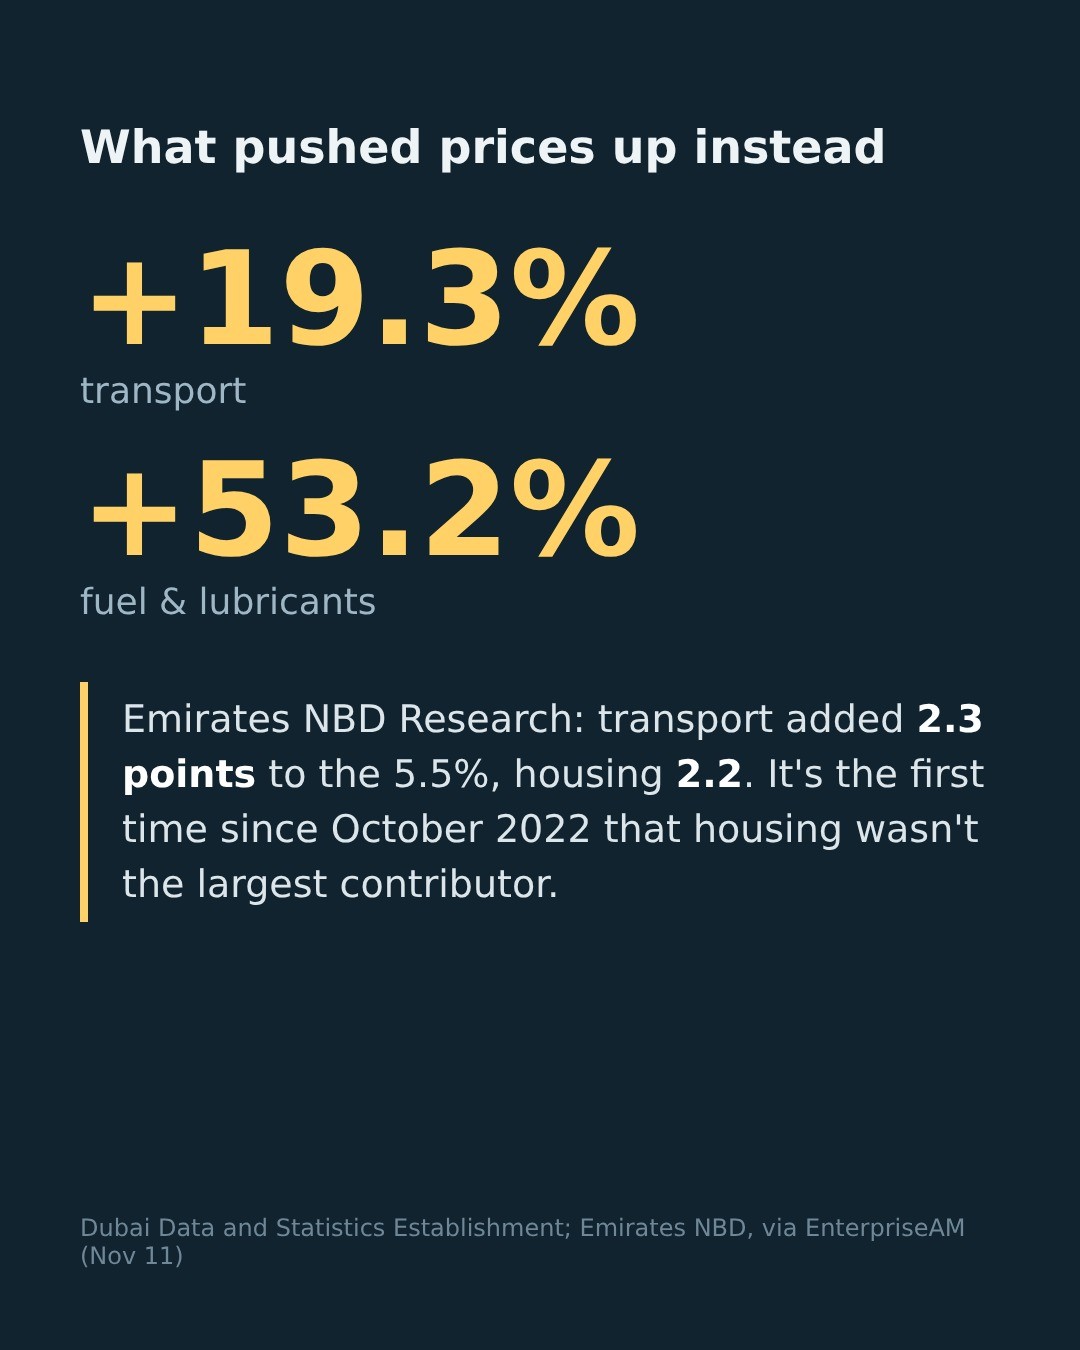 What pushed prices up instead
+19.3%
transport
+53.2%
fuel & lubricants
Emirates NBD Research: transport added 2.3
points to the 5.5%, housing 2.2. It's the first
time since October 2022 that housing wasn't
the largest contributor.
Dubai Data and Statistics Establishment; Emirates NBD, via EnterpriseAM
(Nov 11)